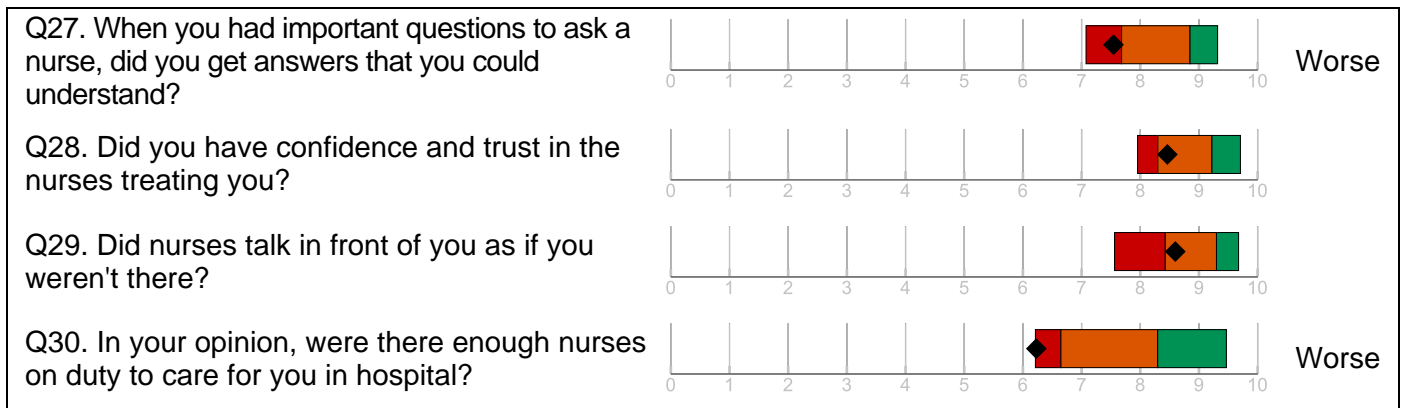 Q27. When you had important questions to ask a
nurse, did you get answers that you could
understand?
0 1 2 3 4 5 6 7 8 9 10
Worse
Q28. Did you have confidence and trust in the
nurses treating you?
0 1 2 3 4 5 6 7 8 9 10
Q29. Did nurses talk in front of you as if you
weren't there?
0 1 2 3 4 5 6 7 8 9 10
Q30. In your opinion, were there enough nurses
on duty to care for you in hospital?
0 1 2 3 4 5 6 7 8 9 10
Worse